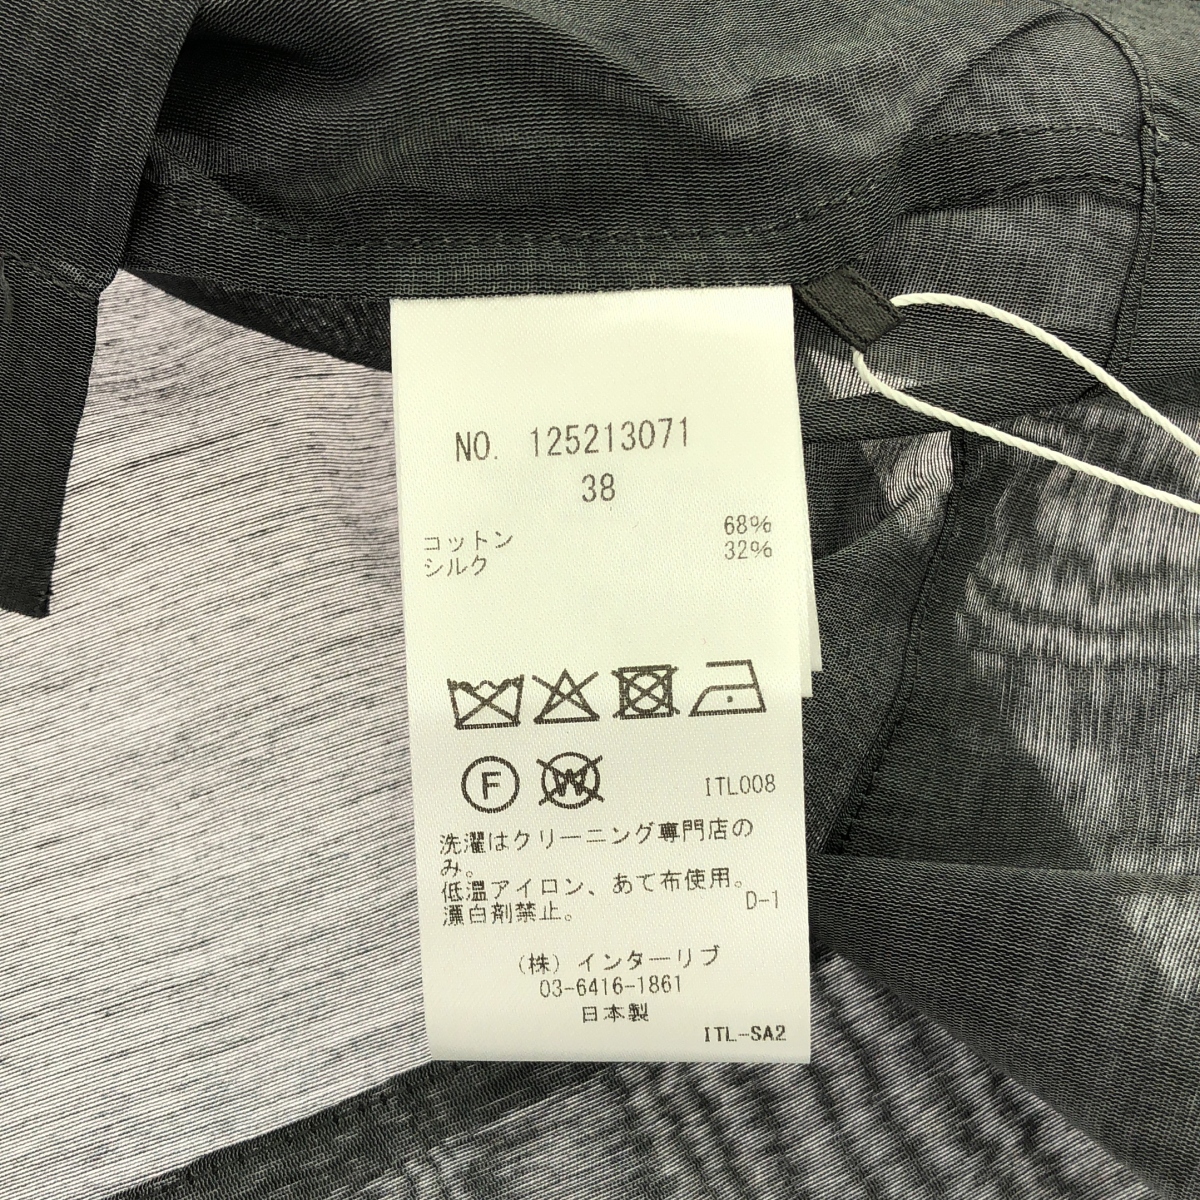 NO. 125213071
38
コットン 68%
シルク 32%
F W ITL008
洗濯はクリーニング専門店の
み。
低温アイロン、あて布使用。
漂白剤禁止。 D-1
(株) インターリブ
03-6416-1861
日本製
ITL-SA2